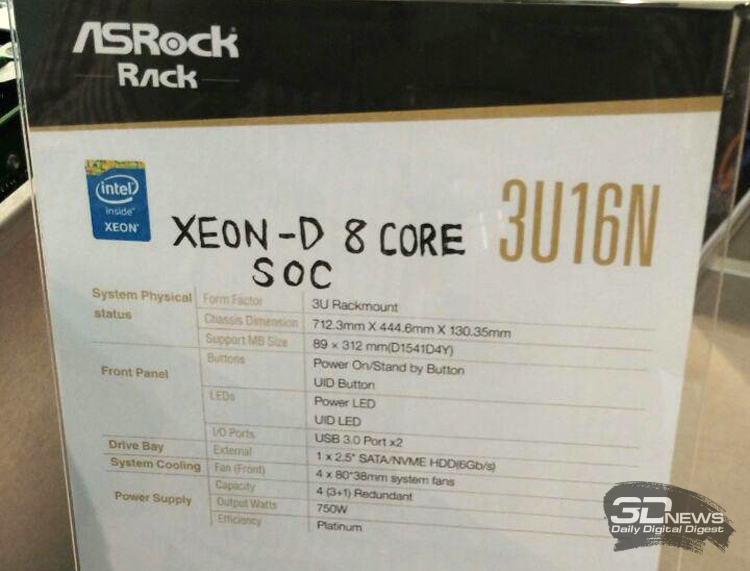 ASRock
Rack
intel
inside
XEON
3U16N
XEON-D 8 CORE
SOC
System Physical status Form Factor 3U Rackmount
Chassis Dimension 712.3mm X 444.6mm X 130.35mm
Support MB Size 89 x 312 mm(D1541D4Y)
Front Panel Buttons Power On/Stand by Button
UID Button
LEDs Power LED
UID LED
I/O Ports USB 3.0 Port x2
Drive Bay External 1 x 2.5" SATA/NVME HDD(6Gb/s)
System Cooling Fan (Front) 4 x 80*38mm system fans
Power Supply Capacity 4 (3+1) Redundant
Output Watts 750W
Efficiency Platinum
3DNEWS
Daily Digital Digest